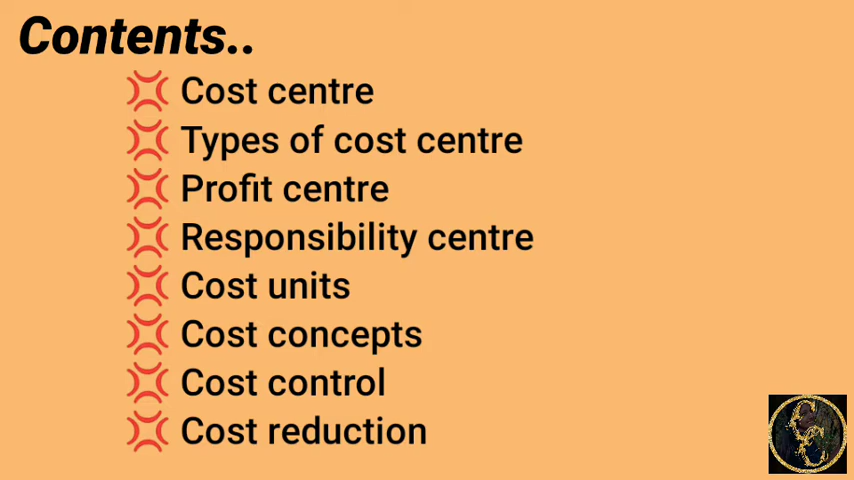 Contents..
Cost centre
Types of cost centre
Profit centre
Responsibility centre
Cost units
Cost concepts
Cost control
Cost reduction